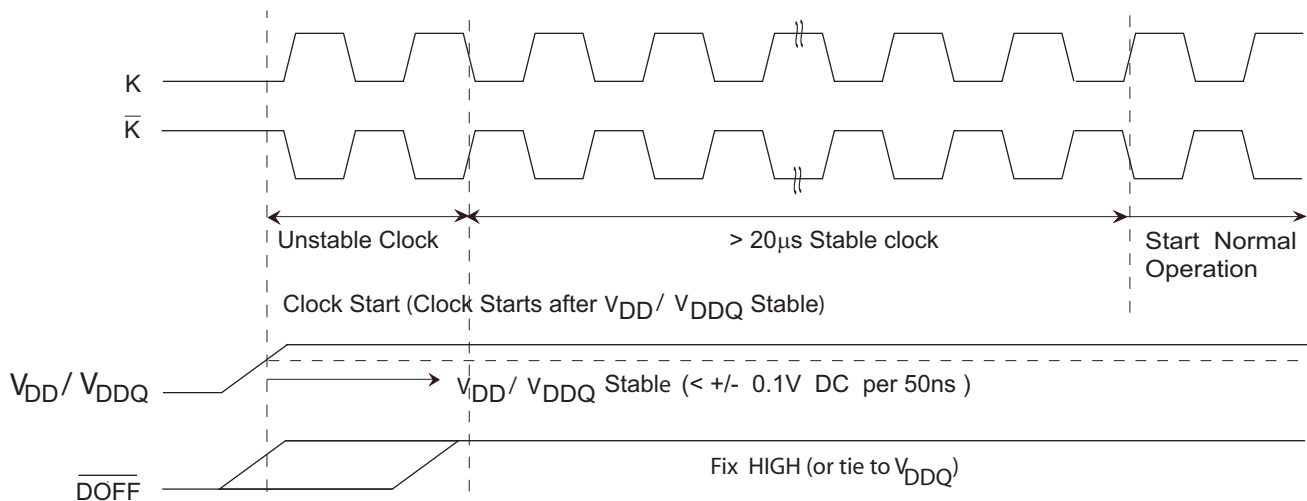 K
K̅
Unstable Clock
> 20μs Stable clock
Start Normal
Operation
Clock Start (Clock Starts after VDD / VDDQ Stable)
VDD / VDDQ
VDD / VDDQ Stable (< +/- 0.1V DC per 50ns )
D̅O̅F̅F̅
Fix HIGH (or tie to VDDQ)